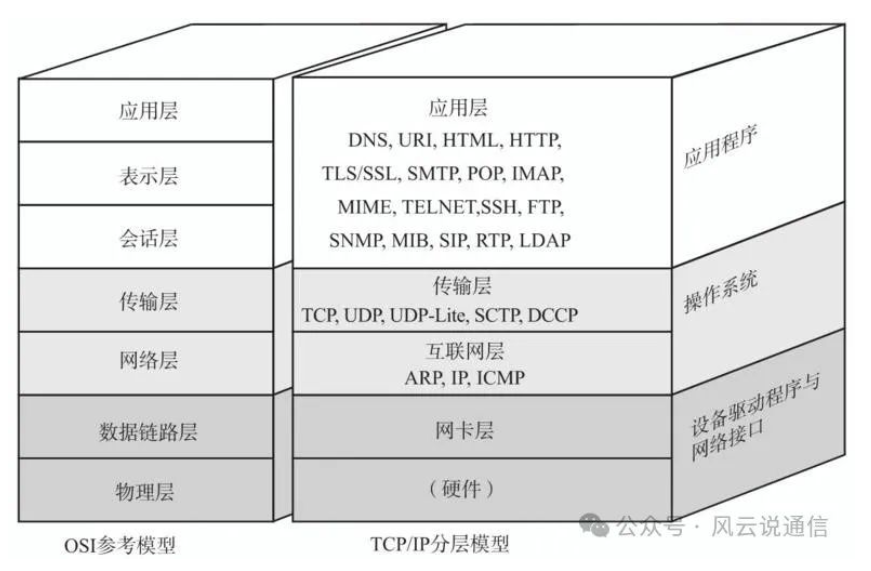 应用层
表示层
会话层
传输层
网络层
数据链路层
物理层
OSI参考模型
应用层
DNS, URI, HTML, HTTP,
TLS/SSL, SMTP, POP, IMAP,
MIME, TELNET,SSH, FTP,
SNMP, MIB, SIP, RTP, LDAP
传输层
TCP, UDP, UDP-Lite, SCTP, DCCP
互联网层
ARP, IP, ICMP
网卡层
（硬件）
TCP/IP分层模型
应用程序
操作系统
设备驱动程序与
网络接口
公众号·风云说通信